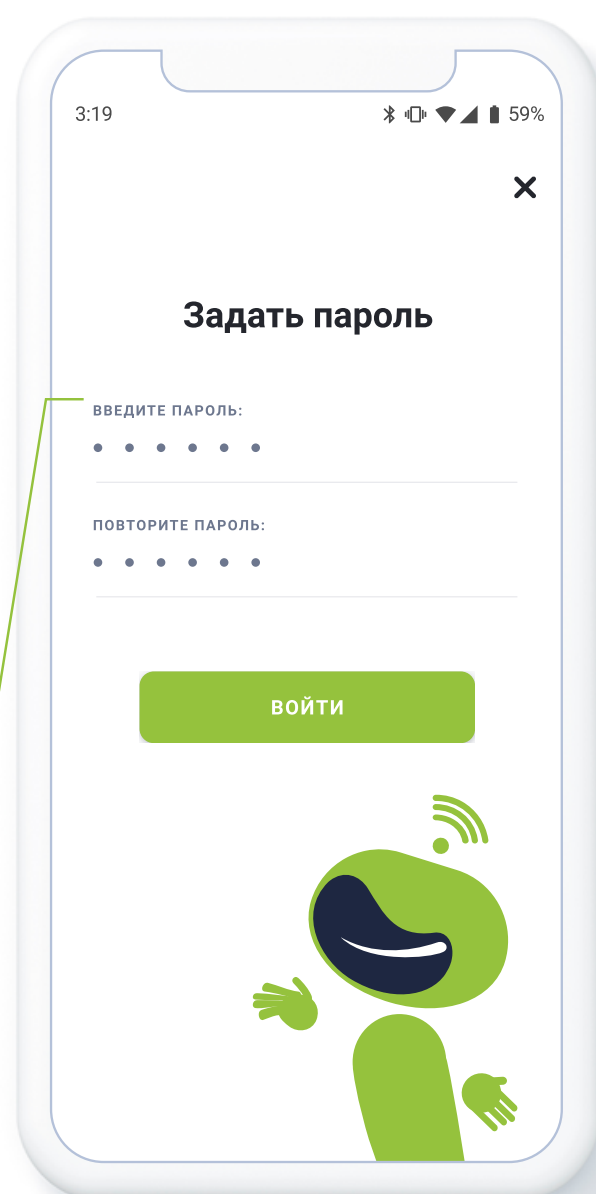 3:19 59%
Задать пароль
ВВЕДИТЕ ПАРОЛЬ:
ПОВТОРИТЕ ПАРОЛЬ:
ВОЙТИ